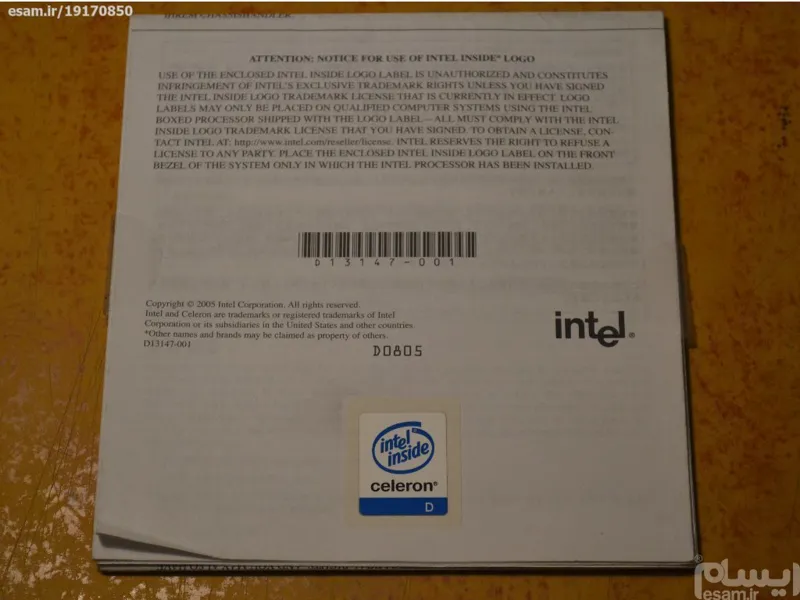 esam.ir/19170850
ATTENTION: NOTICE FOR USE OF INTEL INSIDE® LOGO
USE OF THE ENCLOSED INTEL INSIDE LOGO LABEL IS UNAUTHORIZED AND CONSTITUTES
INFRINGEMENT OF INTEL'S EXCLUSIVE TRADEMARK RIGHTS UNLESS YOU HAVE SIGNED
THE INTEL INSIDE LOGO TRADEMARK LICENSE THAT IS CURRENTLY IN EFFECT. LOGO
LABELS MAY ONLY BE PLACED ON QUALIFIED COMPUTER SYSTEMS USING THE INTEL
BOXED PROCESSOR SHIPPED WITH THE LOGO LABEL—ALL MUST COMPLY WITH THE INTEL
INSIDE LOGO TRADEMARK LICENSE THAT YOU HAVE SIGNED. TO OBTAIN A LICENSE, CON-
TACT INTEL AT: http://www.intel.com/reseller/license. INTEL RESERVES THE RIGHT TO REFUSE A
LICENSE TO ANY PARTY. PLACE THE ENCLOSED INTEL INSIDE LOGO LABEL ON THE FRONT
BEZEL OF THE SYSTEM ONLY IN WHICH THE INTEL PROCESSOR HAS BEEN INSTALLED.
D13147-001
Copyright © 2005 Intel Corporation. All rights reserved.
Intel and Celeron are trademarks or registered trademarks of Intel
Corporation or its subsidiaries in the United States and other countries.
*Other names and brands may be claimed as property of others.
D13147-001
D0805
intel®
intel®
inside
celeron®
D
ایسام
esam.ir